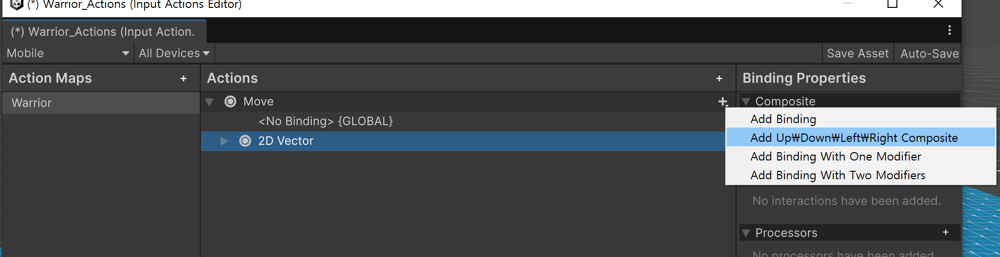 (*) Warrior_Actions (Input Actions Editor)
(*) Warrior_Actions (Input Action.
Mobile All Devices Save Asset Auto-Save
Action Maps + Actions + Binding Properties
Warrior
Move
Composite
<No Binding> {GLOBAL}
2D Vector
Add Binding
Add Up₩Down₩Left₩Right Composite
Add Binding With One Modifier
Add Binding With Two Modifiers
No interactions have been added.
Processors +
No processors have been added.